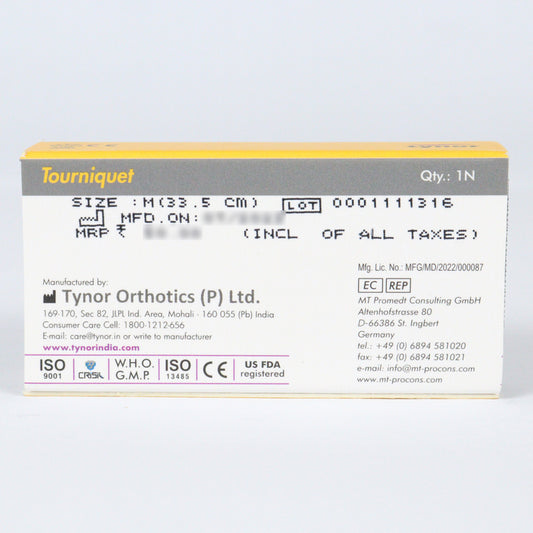 Tynor
Tourniquet Qty.: 1N
SIZE : M(33.5 CM) LOT 0001111316
MFD.ON:
MRP ₹ (INCL OF ALL TAXES)
Mfg. Lic. No.: MFG/MD/2022/000087
Manufactured by:
Tynor Orthotics (P) Ltd.
169-170, Sec 82, JLPL Ind. Area, Mohali - 160 055 (Pb) India
Consumer Care Cell: 1800-1212-656
E-mail: care@tynor.in or write to manufacturer
www.tynorindia.com
EC REP
MT Promedt Consulting GmbH
Altenhofstrasse 80
D-66386 St. Ingbert
Germany
tel.: +49 (0) 6894 581020
fax: +49 (0) 6894 581021
e-mail: info@mt-procons.com
www.mt-procons.com
ISO 9001
CRISIL
W.H.O. G.M.P.
ISO 13485
CE
US FDA registered